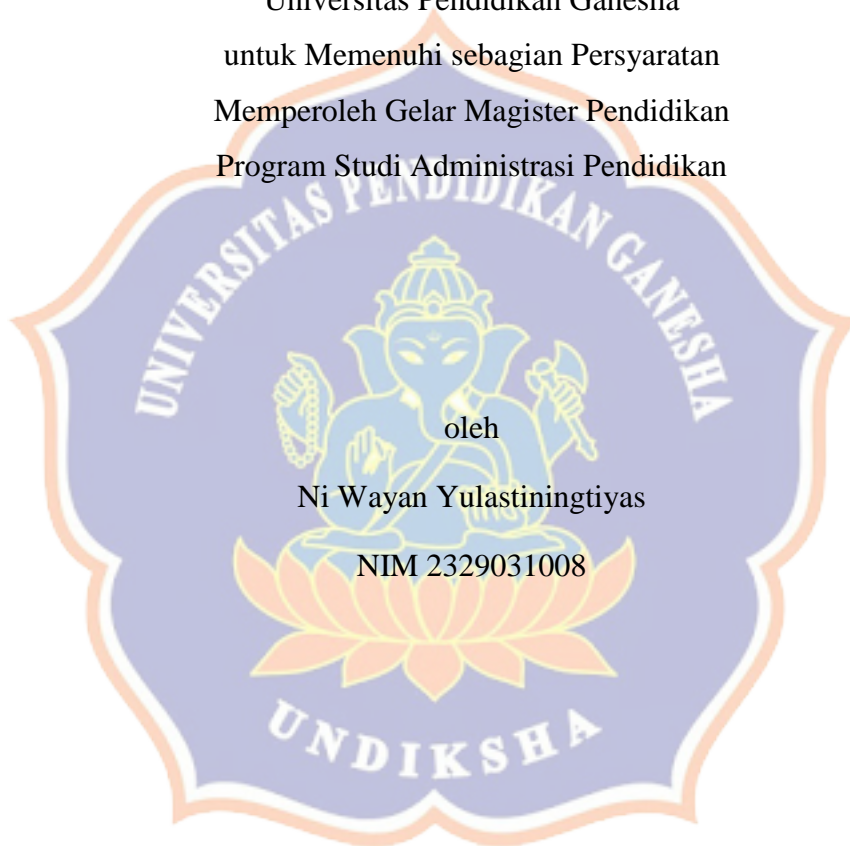 Universitas Pendidikan Ganesha
untuk Memenuhi sebagian Persyaratan
Memperoleh Gelar Magister Pendidikan
Program Studi Administrasi Pendidikan
UNIVERSITAS PENDIDIKAN GANESHA
oleh
Ni Wayan Yulastiningtiyas
NIM 2329031008
UNDIKSHA